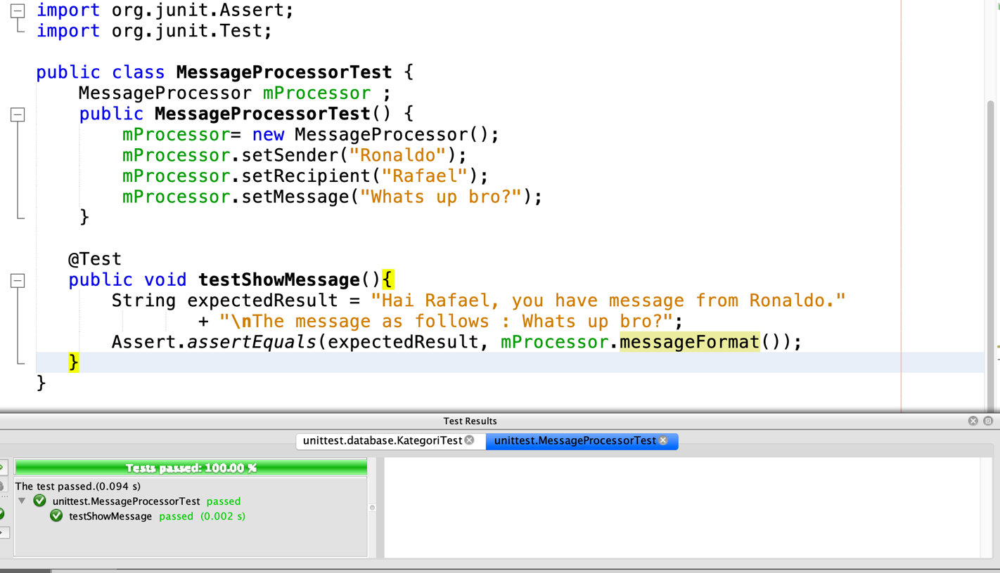 import org.junit.Assert;
import org.junit.Test;
public class MessageProcessorTest {
MessageProcessor mProcessor ;
public MessageProcessorTest() {
mProcessor= new MessageProcessor();
mProcessor.setSender("Ronaldo");
mProcessor.setRecipient("Rafael");
mProcessor.setMessage("Whats up bro?");
}
@Test
public void testShowMessage(){
String expectedResult = "Hai Rafael, you have message from Ronaldo."
+ "\nThe message as follows : Whats up bro?";
Assert.assertEquals(expectedResult, mProcessor.messageFormat());
}
}
Test Results
unittest.database.KategoriTest
unittest.MessageProcessorTest
Tests passed: 100.00 %
The test passed.(0.094 s)
unittest.MessageProcessorTest passed
testShowMessage passed (0.002 s)